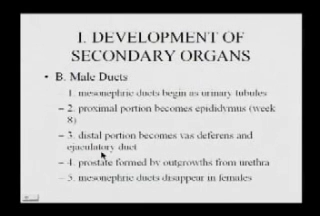 I. DEVELOPMENT OF
SECONDARY ORGANS
• B. Male Ducts
– 1. mesonephric ducts begin as urinary tubules
– 2. proximal portion becomes epididymus (week
8)
– 3. distal portion becomes vas deferens and
ejaculatory duct
– 4. prostate formed by outgrowths from urethra
– 5. mesonephric ducts disappear in females